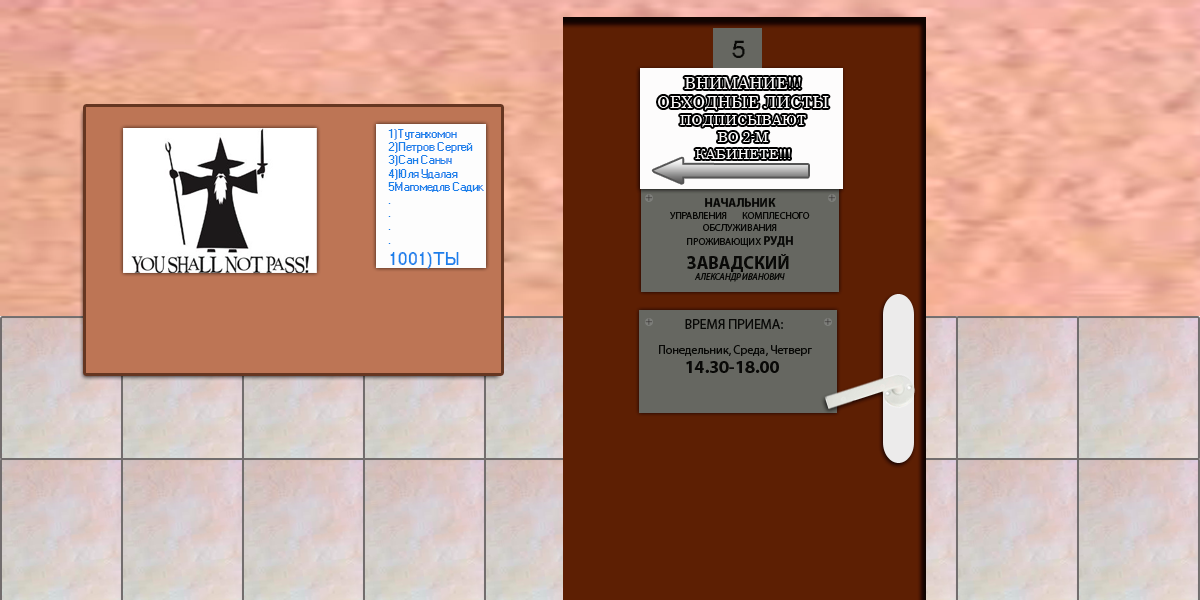 YOU SHALL NOT PASS!
1)Тутанхомон
2)Петров Сергей
3)Сан Саныч
4)Юля Удалая
5Магомедлв Садик
.
.
.
.
1001)ТЫ
5
ВНИМАНИЕ!!!
ОБХОДНЫЕ ЛИСТЫ
ПОДПИСЫВАЮТ
ВО 2-М
КАБИНЕТЕ!!!
НАЧАЛЬНИК
УПРАВЛЕНИЯ КОМПЛЕСНОГО
ОБСЛУЖИВАНИЯ
ПРОЖИВАЮЩИХ РУДН
ЗАВАДСКИЙ
АЛЕКСАНДР ИВАНОВИЧ
ВРЕМЯ ПРИЕМА:
Понедельник, Среда, Четверг
14.30-18.00